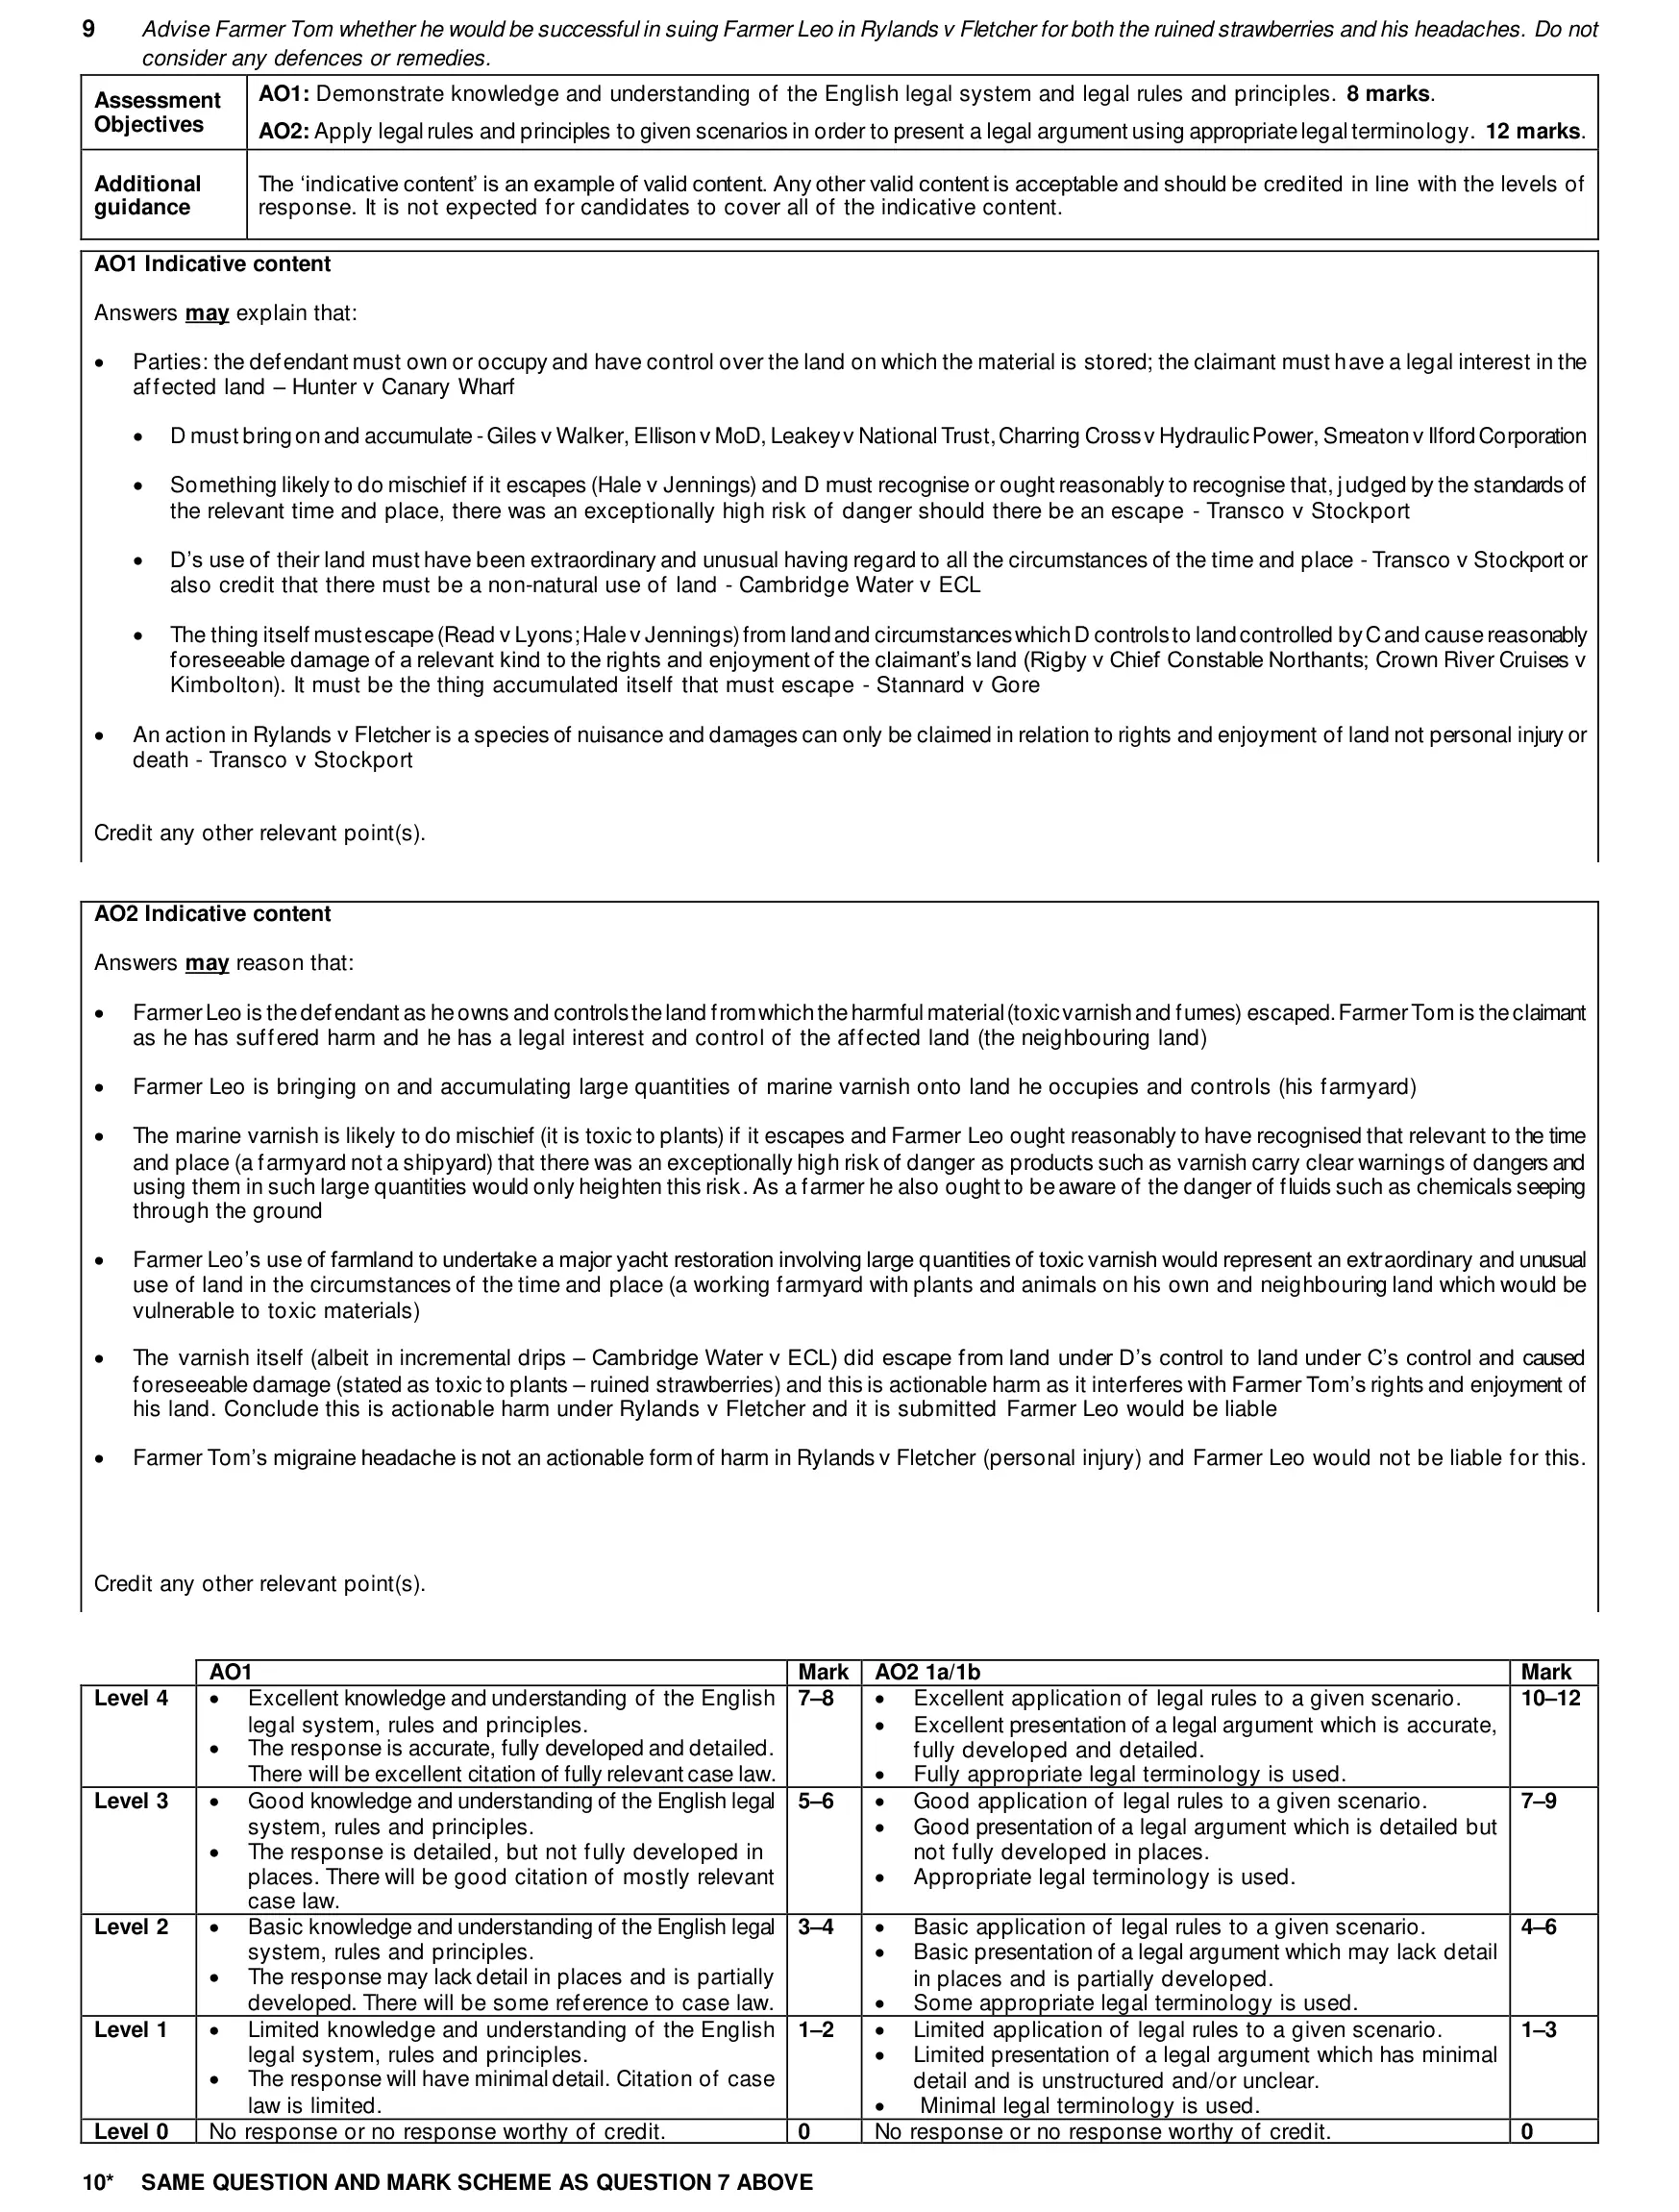 9 Advise Farmer Tom whether he would be successful in suing Farmer Leo in Rylands v Fletcher for both the ruined strawberries and his headaches. Do not
consider any defences or remedies.
Assessment
Objectives
AO1: Demonstrate knowledge and understanding of the English legal system and legal rules and principles. 8 marks.
AO2: Apply legal rules and principles to given scenarios in order to present a legal argument using appropriate legal terminology. 12 marks.
Additional
guidance
The ‘indicative content’ is an example of valid content. Any other valid content is acceptable and should be credited in line with the levels of
response. It is not expected for candidates to cover all of the indicative content.
AO1 Indicative content
Answers may explain that:
• Parties: the defendant must own or occupy and have control over the land on which the material is stored; the claimant must have a legal interest in the
affected land – Hunter v Canary Wharf
• D must bring on and accumulate - Giles v Walker, Ellison v MoD, Leakey v National Trust, Charring Cross v Hydraulic Power, Smeaton v Ilford Corporation
• Something likely to do mischief if it escapes (Hale v Jennings) and D must recognise or ought reasonably to recognise that, judged by the standards of
the relevant time and place, there was an exceptionally high risk of danger should there be an escape - Transco v Stockport
• D’s use of their land must have been extraordinary and unusual having regard to all the circumstances of the time and place - Transco v Stockport or
also credit that there must be a non-natural use of land - Cambridge Water v ECL
• The thing itself must escape (Read v Lyons; Hale v Jennings) from land and circumstances which D controls to land controlled by C and cause reasonably
foreseeable damage of a relevant kind to the rights and enjoyment of the claimant’s land (Rigby v Chief Constable Northants; Crown River Cruises v
Kimbolton). It must be the thing accumulated itself that must escape - Stannard v Gore
• An action in Rylands v Fletcher is a species of nuisance and damages can only be claimed in relation to rights and enjoyment of land not personal injury or
death - Transco v Stockport
Credit any other relevant point(s).
AO2 Indicative content
Answers may reason that:
• Farmer Leo is the defendant as he owns and controls the land from which the harmful material (toxic varnish and fumes) escaped. Farmer Tom is the claimant
as he has suffered harm and he has a legal interest and control of the affected land (the neighbouring land)
• Farmer Leo is bringing on and accumulating large quantities of marine varnish onto land he occupies and controls (his farmyard)
• The marine varnish is likely to do mischief (it is toxic to plants) if it escapes and Farmer Leo ought reasonably to have recognised that relevant to the time
and place (a farmyard not a shipyard) that there was an exceptionally high risk of danger as products such as varnish carry clear warnings of dangers and
using them in such large quantities would only heighten this risk. As a farmer he also ought to be aware of the danger of fluids such as chemicals seeping
through the ground
• Farmer Leo’s use of farmland to undertake a major yacht restoration involving large quantities of toxic varnish would represent an extraordinary and unusual
use of land in the circumstances of the time and place (a working farmyard with plants and animals on his own and neighbouring land which would be
vulnerable to toxic materials)
• The varnish itself (albeit in incremental drips – Cambridge Water v ECL) did escape from land under D’s control to land under C’s control and caused
foreseeable damage (stated as toxic to plants – ruined strawberries) and this is actionable harm as it interferes with Farmer Tom’s rights and enjoyment of
his land. Conclude this is actionable harm under Rylands v Fletcher and it is submitted Farmer Leo would be liable
• Farmer Tom’s migraine headache is not an actionable form of harm in Rylands v Fletcher (personal injury) and Farmer Leo would not be liable for this.
Credit any other relevant point(s).
AO1 Mark AO2 1a/1b Mark
Level 4
• Excellent knowledge and understanding of the English
legal system, rules and principles.
• The response is accurate, fully developed and detailed.
There will be excellent citation of fully relevant case law.
7–8
• Excellent application of legal rules to a given scenario.
• Excellent presentation of a legal argument which is accurate,
fully developed and detailed.
• Fully appropriate legal terminology is used.
10–12
Level 3
• Good knowledge and understanding of the English legal
system, rules and principles.
• The response is detailed, but not fully developed in
places. There will be good citation of mostly relevant
case law.
5–6
• Good application of legal rules to a given scenario.
• Good presentation of a legal argument which is detailed but
not fully developed in places.
• Appropriate legal terminology is used.
7–9
Level 2
• Basic knowledge and understanding of the English legal
system, rules and principles.
• The response may lack detail in places and is partially
developed. There will be some reference to case law.
3–4
• Basic application of legal rules to a given scenario.
• Basic presentation of a legal argument which may lack detail
in places and is partially developed.
• Some appropriate legal terminology is used.
4–6
Level 1
• Limited knowledge and understanding of the English
legal system, rules and principles.
• The response will have minimal detail. Citation of case
law is limited.
1–2
• Limited application of legal rules to a given scenario.
• Limited presentation of a legal argument which has minimal
detail and is unstructured and/or unclear.
• Minimal legal terminology is used.
1–3
Level 0
No response or no response worthy of credit.
0
No response or no response worthy of credit.
0
10* SAME QUESTION AND MARK SCHEME AS QUESTION 7 ABOVE